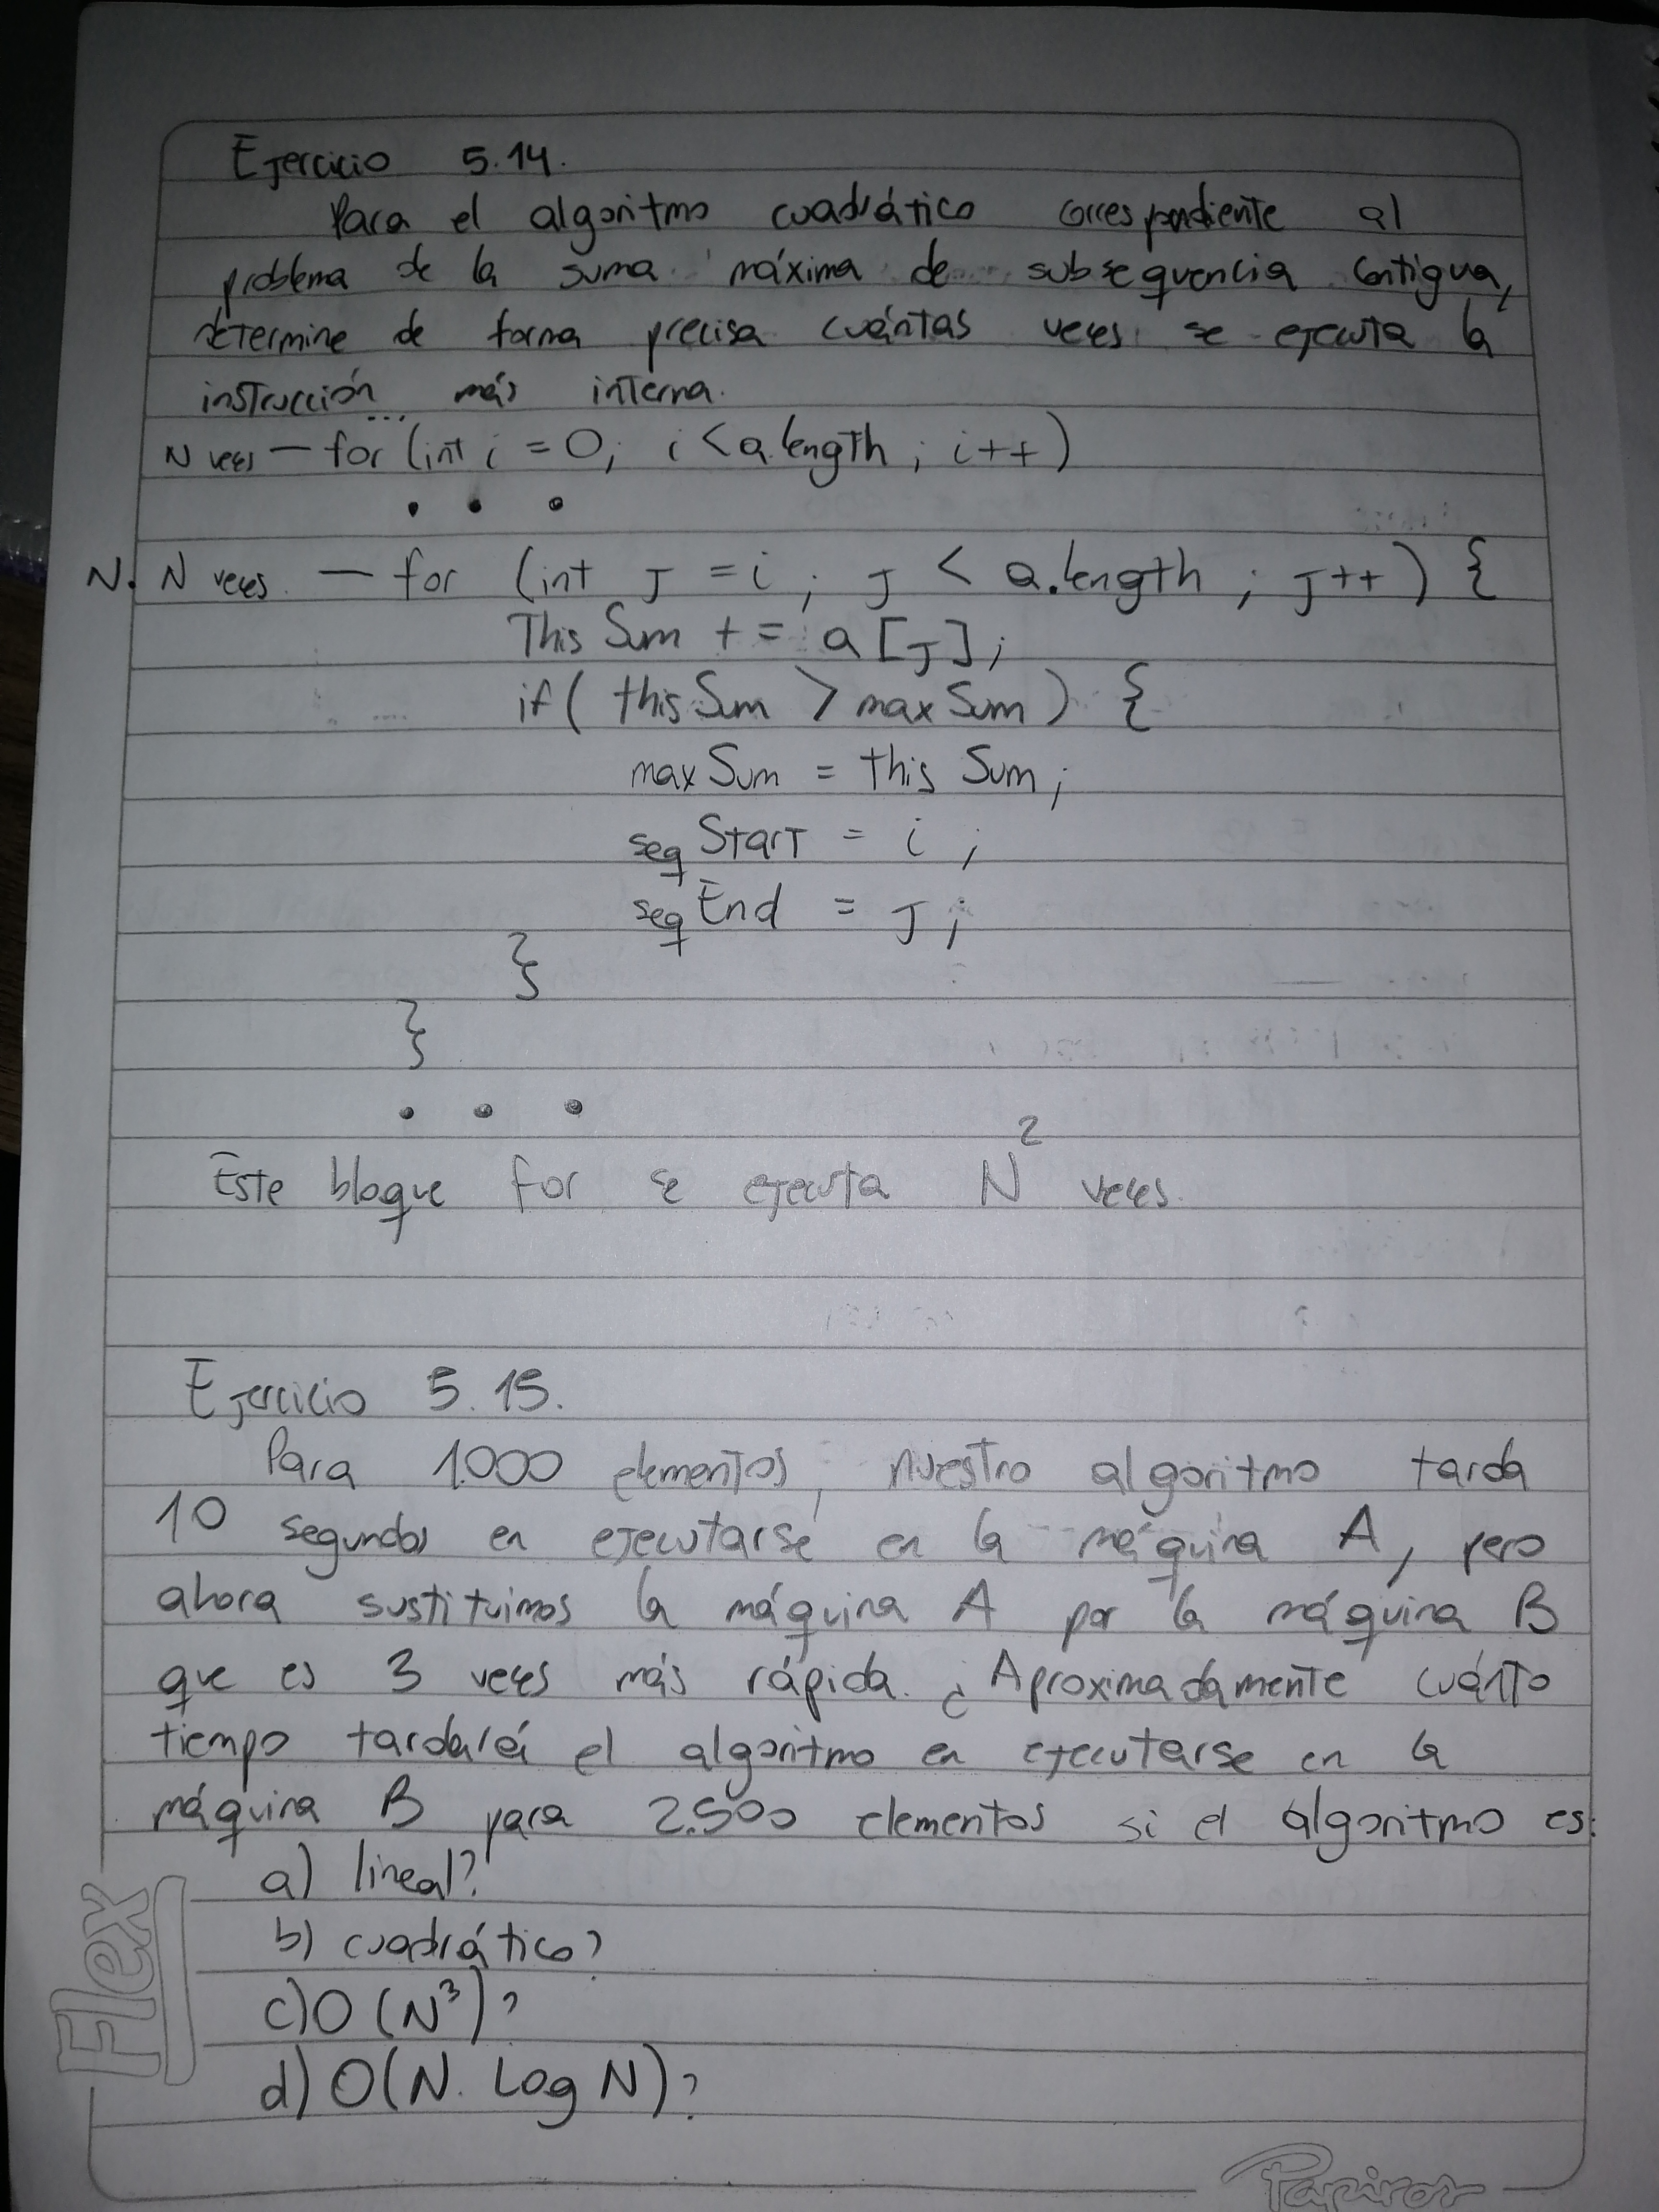 Ejercicio 5.14.
Para el algoritmo cuadrático correspondiente al
problema de la suma máxima de subsequencia contigua,
determine de forma precisa cuántas veces se ejecuta la
instrucción más interna.
...
N veces — for (int i = 0; i < a.length; i++)
. . .
N. N veces. — for (int j = i; j < a.length; j++) {
This Sum += a[j];
if( this Sum > max Sum) {
max Sum = this Sum;
seq Start = i;
seq End = j;
}
}
. . .
Este bloque for se ejecuta N² veces.
Ejercicio 5.15.
Para 1.000 elementos, nuestro algoritmo tarda
10 segundos en ejecutarse en la máquina A, pero
ahora sustituimos la máquina A por la máquina B
que es 3 veces más rápida. ¿Aproximadamente cuánto
tiempo tardará el algoritmo en ejecutarse en la
máquina B para 2.500 elementos si el algoritmo es:
a) lineal?
b) cuadrático?
c) O(N³)?
d) O(N. Log N)?
Flex
Papiros